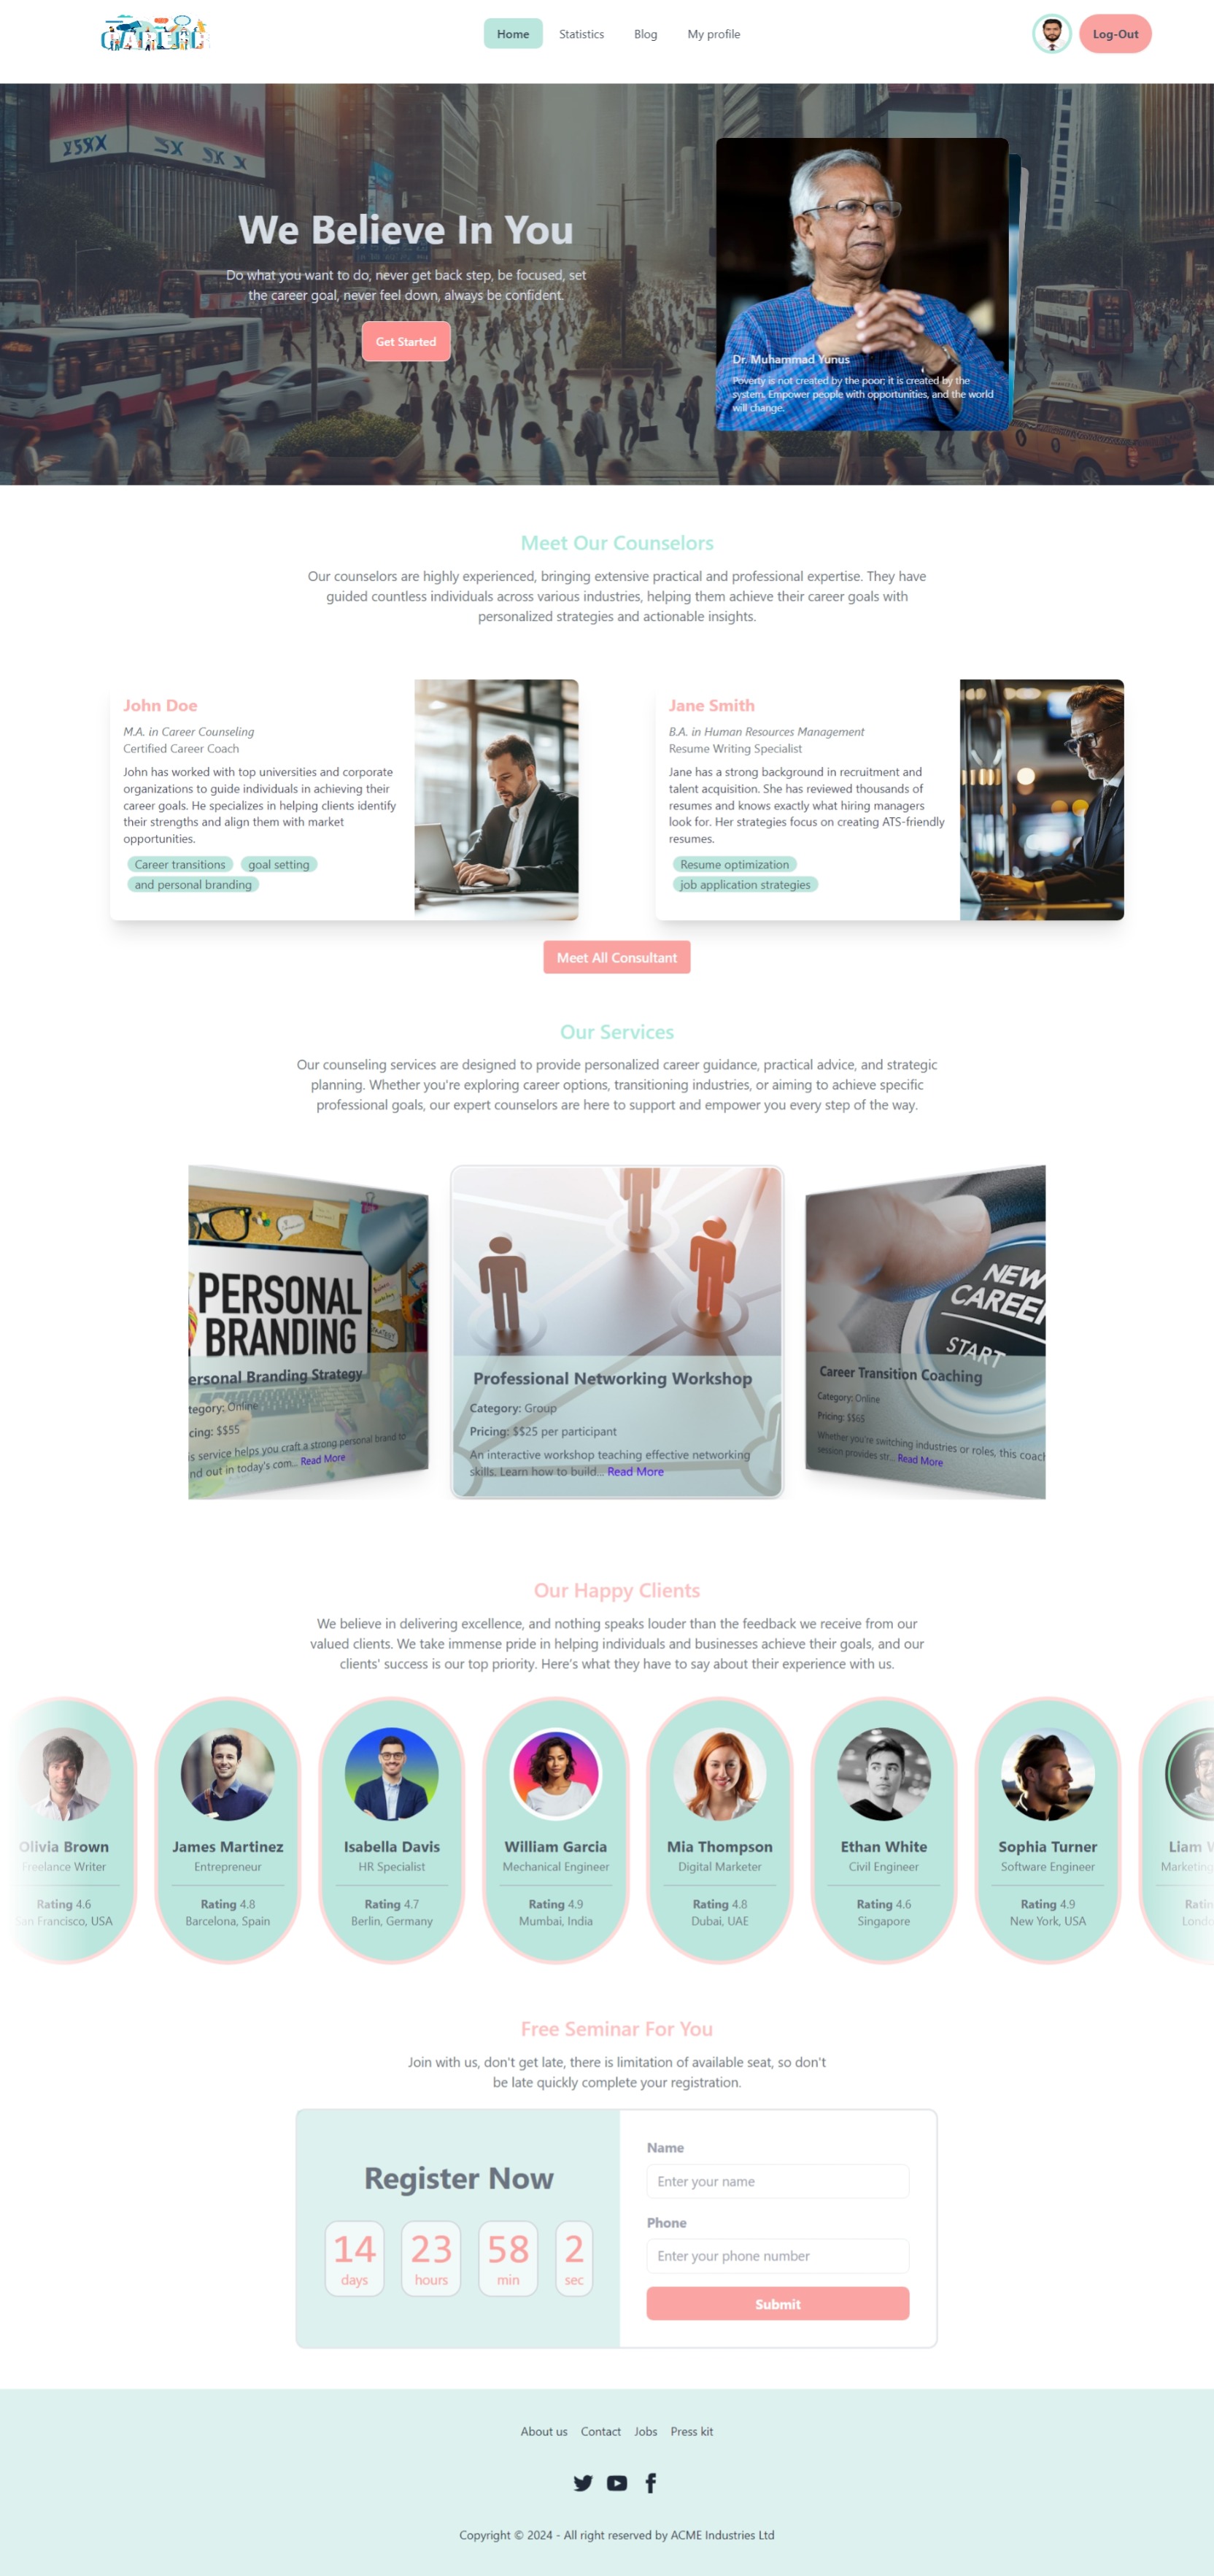 CAREER
Home
Statistics
Blog
My profile
Log-Out
We Believe In You
Do what you want to do, never get back step, be focused, set
the career goal, never feel down, always be confident.
Get Started
Dr. Muhammad Yunus
Poverty is not created by the poor; it is created by the
system. Empower people with opportunities, and the world
will change.
Meet Our Counselors
Our counselors are highly experienced, bringing extensive practical and professional expertise. They have
guided countless individuals across various industries, helping them achieve their career goals with
personalized strategies and actionable insights.
John Doe
M.A. in Career Counseling
Certified Career Coach
John has worked with top universities and corporate
organizations to guide individuals in achieving their
career goals. He specializes in helping clients identify
their strengths and align them with market
opportunities.
Career transitions
goal setting
and personal branding
Jane Smith
B.A. in Human Resources Management
Resume Writing Specialist
Jane has a strong background in recruitment and
talent acquisition. She has reviewed thousands of
resumes and knows exactly what hiring managers
look for. Her strategies focus on creating ATS-friendly
resumes.
Resume optimization
job application strategies
Meet All Consultant
Our Services
Our counseling services are designed to provide personalized career guidance, practical advice, and strategic
planning. Whether you're exploring career options, transitioning industries, or aiming to achieve specific
professional goals, our expert counselors are here to support and empower you every step of the way.
PERSONAL
BRANDING
ersonal Branding Strategy
tegory: Online
cing: $$55
is service helps you craft a strong personal brand to
nd out in today's com... Read More
Professional Networking Workshop
Category: Group
Pricing: $$25 per participant
An interactive workshop teaching effective networking
skills. Learn how to build... Read More
NEW
CAREER
START
Career Transition Coaching
Category: Online
Pricing: $$65
Whether you're switching industries or roles, this coach
session provides str... Read More
Our Happy Clients
We believe in delivering excellence, and nothing speaks louder than the feedback we receive from our
valued clients. We take immense pride in helping individuals and businesses achieve their goals, and our
clients' success is our top priority. Here's what they have to say about their experience with us.
Olivia Brown
Freelance Writer
Rating 4.6
San Francisco, USA
James Martinez
Entrepreneur
Rating 4.8
Barcelona, Spain
Isabella Davis
HR Specialist
Rating 4.7
Berlin, Germany
William Garcia
Mechanical Engineer
Rating 4.9
Mumbai, India
Mia Thompson
Digital Marketer
Rating 4.8
Dubai, UAE
Ethan White
Civil Engineer
Rating 4.6
Singapore
Sophia Turner
Software Engineer
Rating 4.9
New York, USA
Liam
Marketing
Ratin
Londo
Free Seminar For You
Join with us, don't get late, there is limitation of available seat, so don't
be late quickly complete your registration.
Register Now
14
days
23
hours
58
min
2
sec
Name
Enter your name
Phone
Enter your phone number
Submit
About us
Contact
Jobs
Press kit
Copyright © 2024 - All right reserved by ACME Industries Ltd